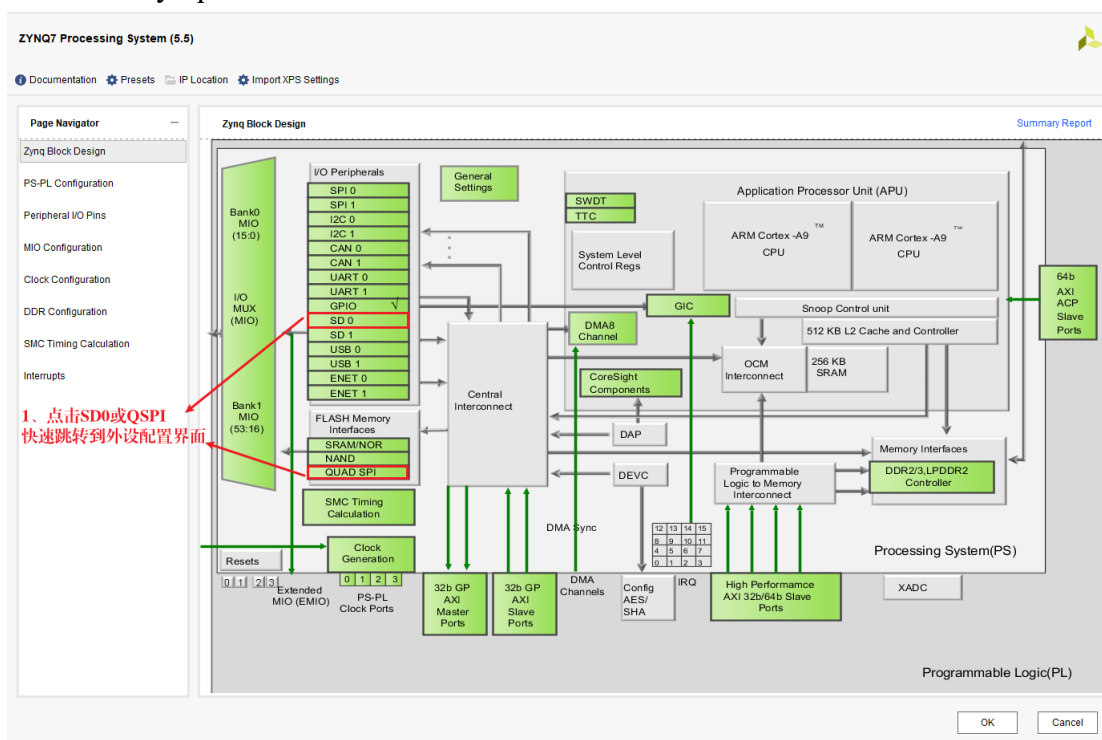 ZYNQ7 Processing System (5.5)
Documentation Presets IP Location Import XPS Settings
Page Navigator
Zynq Block Design
PS-PL Configuration
Peripheral I/O Pins
MIO Configuration
Clock Configuration
DDR Configuration
SMC Timing Calculation
Interrupts
Zynq Block Design
Summary Report
I/O Peripherals
SPI 0
SPI 1
I2C 0
I2C 1
CAN 0
CAN 1
UART 0
UART 1
GPIO √
SD 0
SD 1
USB 0
USB 1
ENET 0
ENET 1
Bank0
MIO
(15:0)
I/O
MUX
(MIO)
Bank1
MIO
(53:16)
1、点击SD0或QSPI
快速跳转到外设配置界面
FLASH Memory
Interfaces
SRAM/NOR
NAND
QUAD SPI
SMC Timing
Calculation
General
Settings
Application Processor Unit (APU)
SWDT
TTC
System Level
Control Regs
ARM Cortex -A9 ™
CPU
ARM Cortex -A9 ™
CPU
64b
AXI
ACP
Slave
Ports
GIC
Snoop Control unit
512 KB L2 Cache and Controller
DMA8
Channel
OCM
Interconnect
256 KB
SRAM
CoreSight
Components
Central
Interconnect
DAP
DEVC
Programmable
Logic to Memory
Interconnect
Memory Interfaces
DDR2/3,LPDDR2
Controller
DMA Sync
12 13 14 15
8 9 10 11
4 5 6 7
0 1 2 3
Processing System(PS)
Resets
Clock
Generation
0 1 2 3
0 1 2 3
Extended
MIO (EMIO)
PS-PL
Clock Ports
32b GP
AXI
Master
Ports
32b GP
AXI
Slave
Ports
DMA
Channels
Config
AES/
SHA
IRQ
High Performamce
AXI 32b/64b Slave
Ports
XADC
Programmable Logic(PL)
OK
Cancel